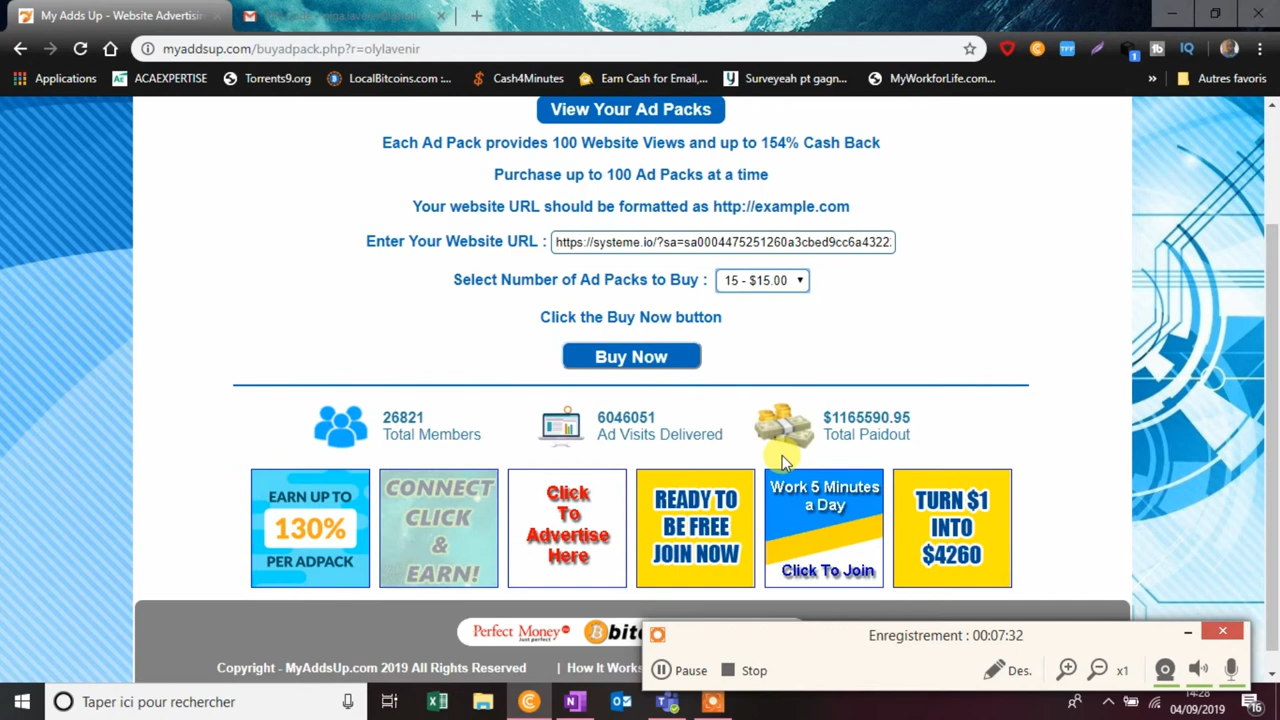 My Adds Up - Website Advertisin
myaddsup.com/buyadpack.php?r=olylavenir
Applications ACAEXPERTISE Torrents9.org LocalBitcoins.com :... Cash4Minutes Earn Cash for Email,... Surveyeah pt gagn... MyWorkforLife.com... » Autres favoris
View Your Ad Packs
Each Ad Pack provides 100 Website Views and up to 154% Cash Back
Purchase up to 100 Ad Packs at a time
Your website URL should be formatted as http://example.com
Enter Your Website URL : https://systeme.io/?sa=sa0004475251260a3cbed9cc6a4322
Select Number of Ad Packs to Buy : 15 - $15.00
Click the Buy Now button
Buy Now
26821
Total Members
6046051
Ad Visits Delivered
$1165590.95
Total Paidout
EARN UP TO
130%
PER ADPACK
CONNECT
CLICK
&
EARN!
Click
To
Advertise
Here
READY TO
BE FREE
JOIN NOW
Work 5 Minutes
a Day
Click To Join
TURN $1
INTO
$4260
Perfect Money
Just perfect
bitc
Copyright - MyAddsUp.com 2019 All Rights Reserved | How It Works
Enregistrement : 00:07:32
Pause Stop Des. x1
Taper ici pour rechercher
14:28
04/09/2019
16